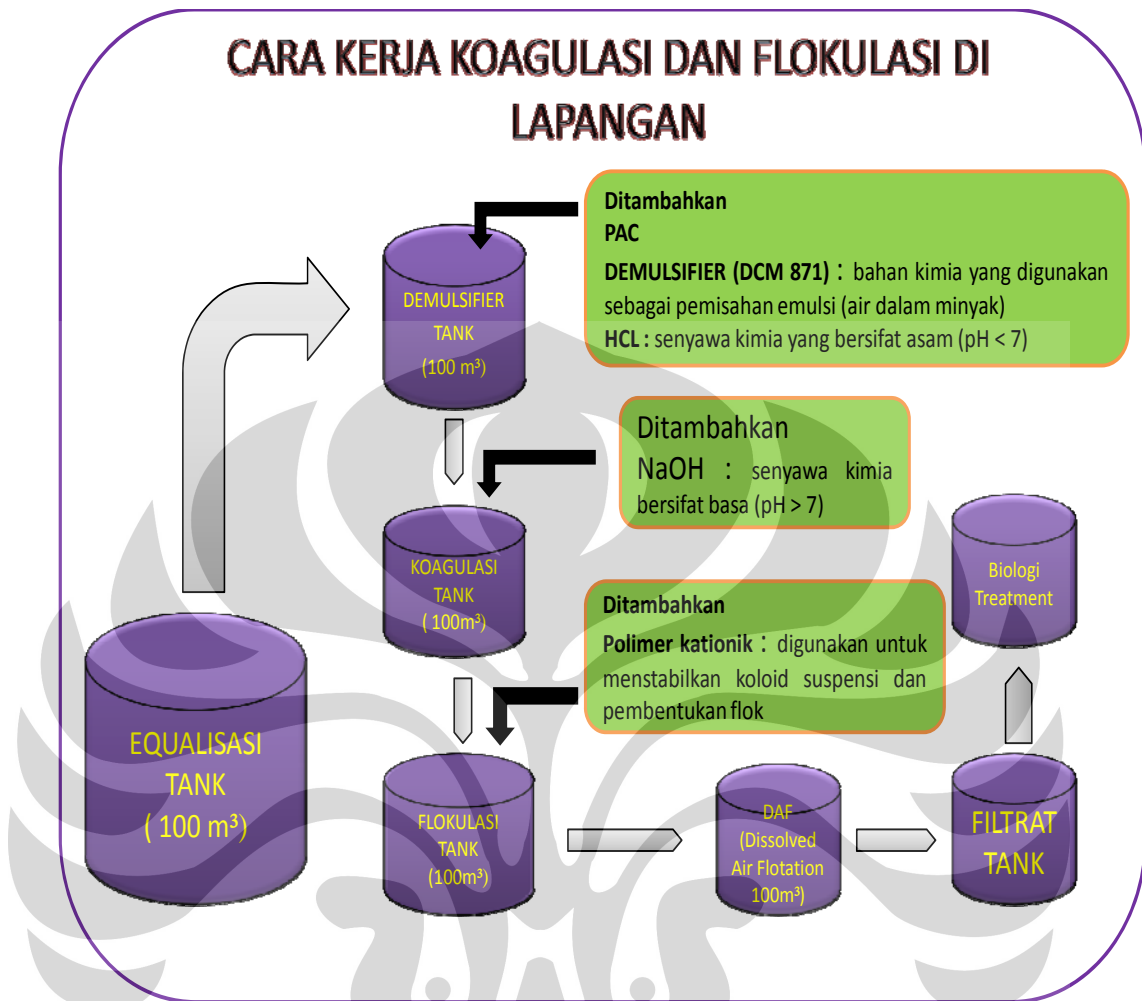 CARA KERJA KOAGULASI DAN FLOKULASI DI
LAPANGAN
Ditambahkan
PAC
DEMULSIFIER (DCM 871) : bahan kimia yang digunakan
sebagai pemisahan emulsi (air dalam minyak)
HCL : senyawa kimia yang bersifat asam (pH < 7)
DEMULSIFIER
TANK
(100 m³)
Ditambahkan
NaOH : senyawa kimia
bersifat basa (pH > 7)
KOAGULASI
TANK
( 100m³)
Ditambahkan
Polimer kationik : digunakan untuk
menstabilkan koloid suspensi dan
pembentukan flok
Biologi
Treatment
EQUALISASI
TANK
( 100 m³)
FLOKULASI
TANK
(100m³)
DAF
(Dissolved
Air Flotation
100m³)
FILTRAT
TANK